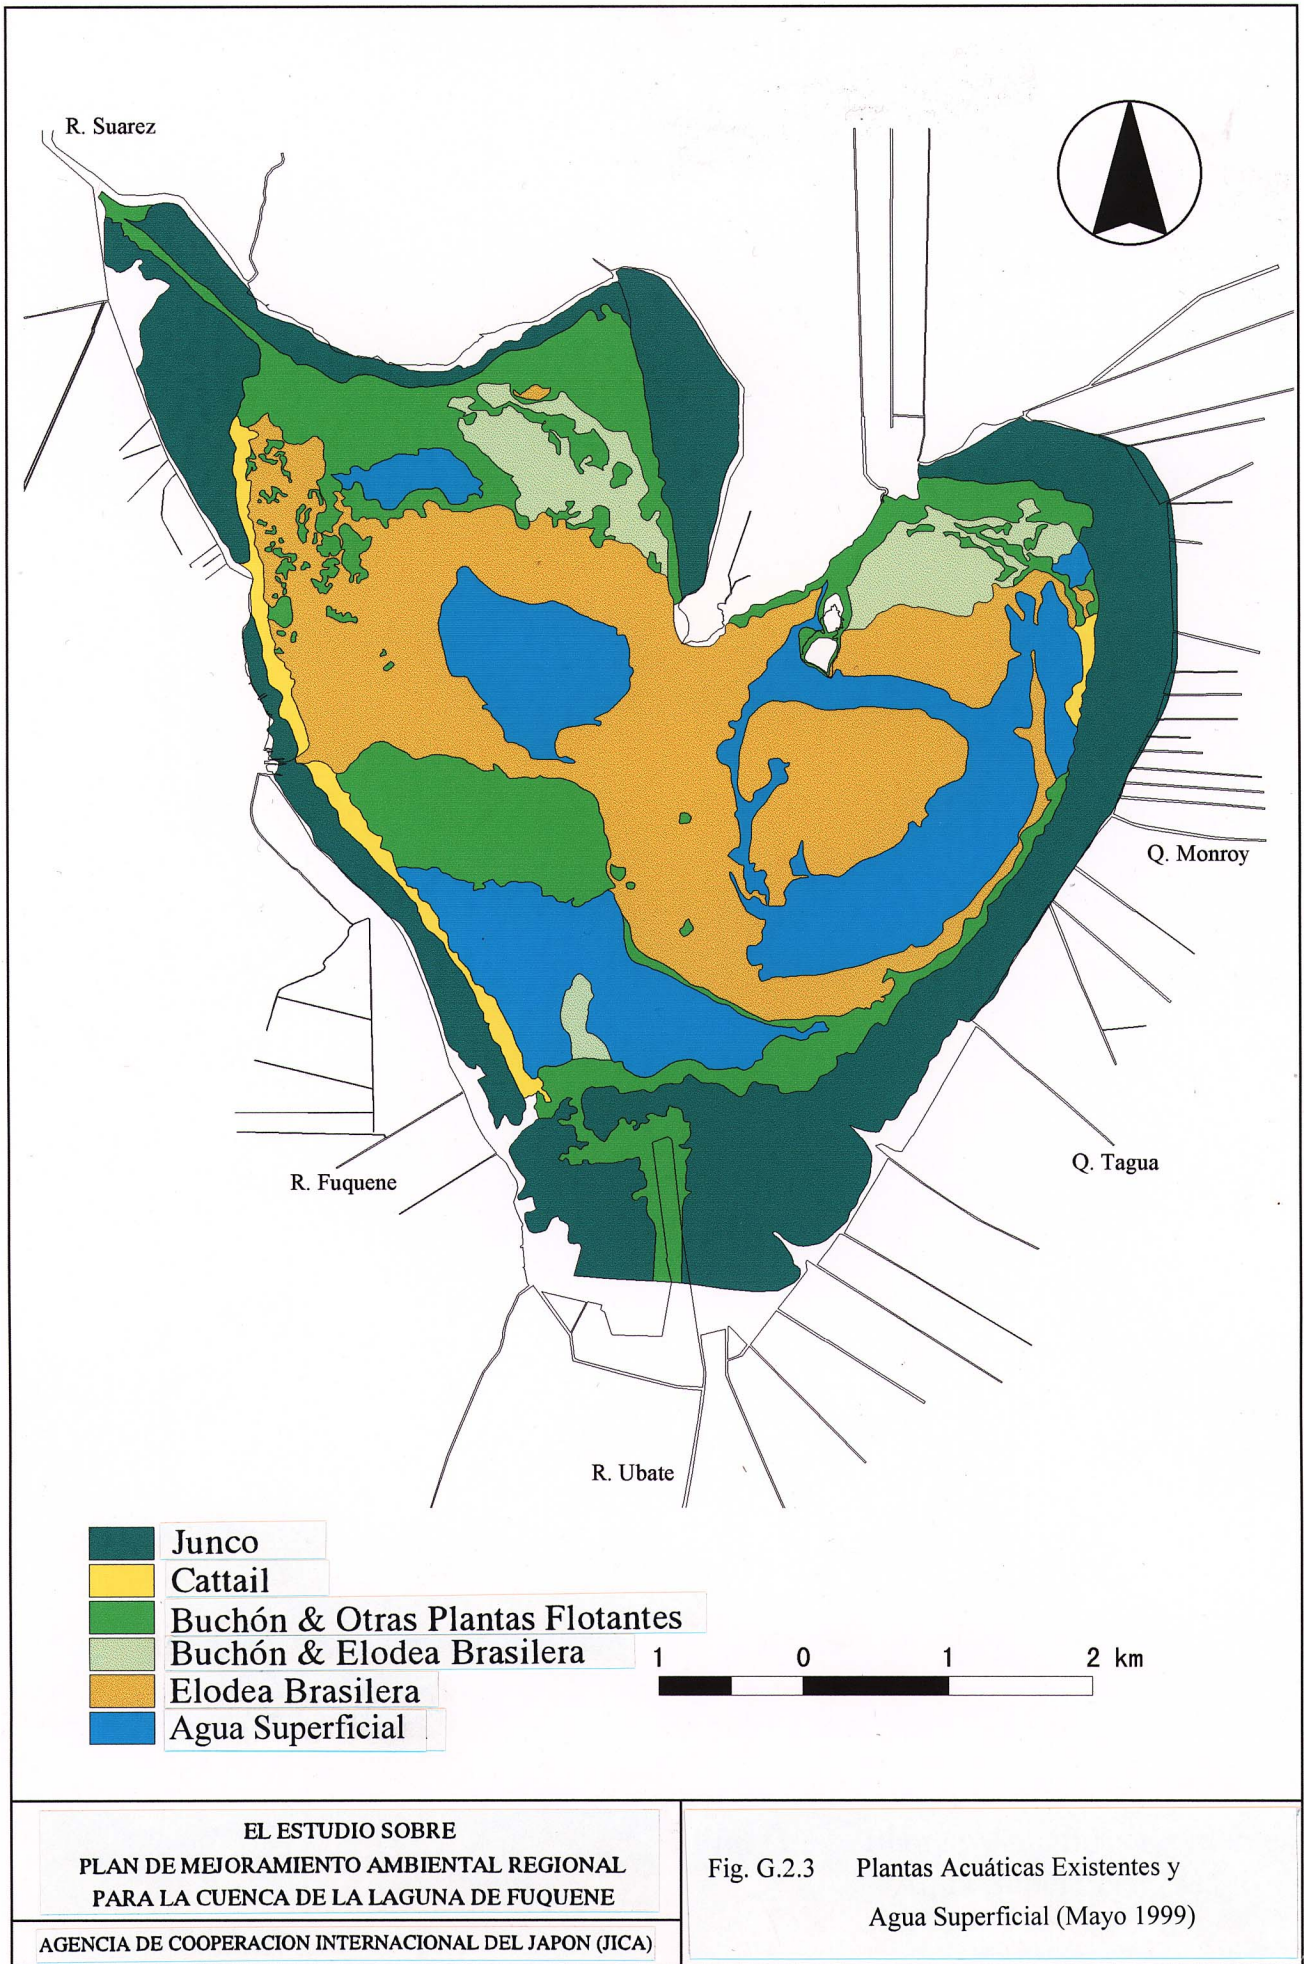 R. Suarez
Q. Monroy
Q. Tagua
R. Fuquene
R. Ubate
Junco
Cattail
Buchón & Otras Plantas Flotantes
Buchón & Elodea Brasilera
Elodea Brasilera
Agua Superficial
1 0 1 2 km
EL ESTUDIO SOBRE
PLAN DE MEJORAMIENTO AMBIENTAL REGIONAL
PARA LA CUENCA DE LA LAGUNA DE FUQUENE
AGENCIA DE COOPERACION INTERNACIONAL DEL JAPON (JICA)
Fig. G.2.3 Plantas Acuáticas Existentes y
Agua Superficial (Mayo 1999)